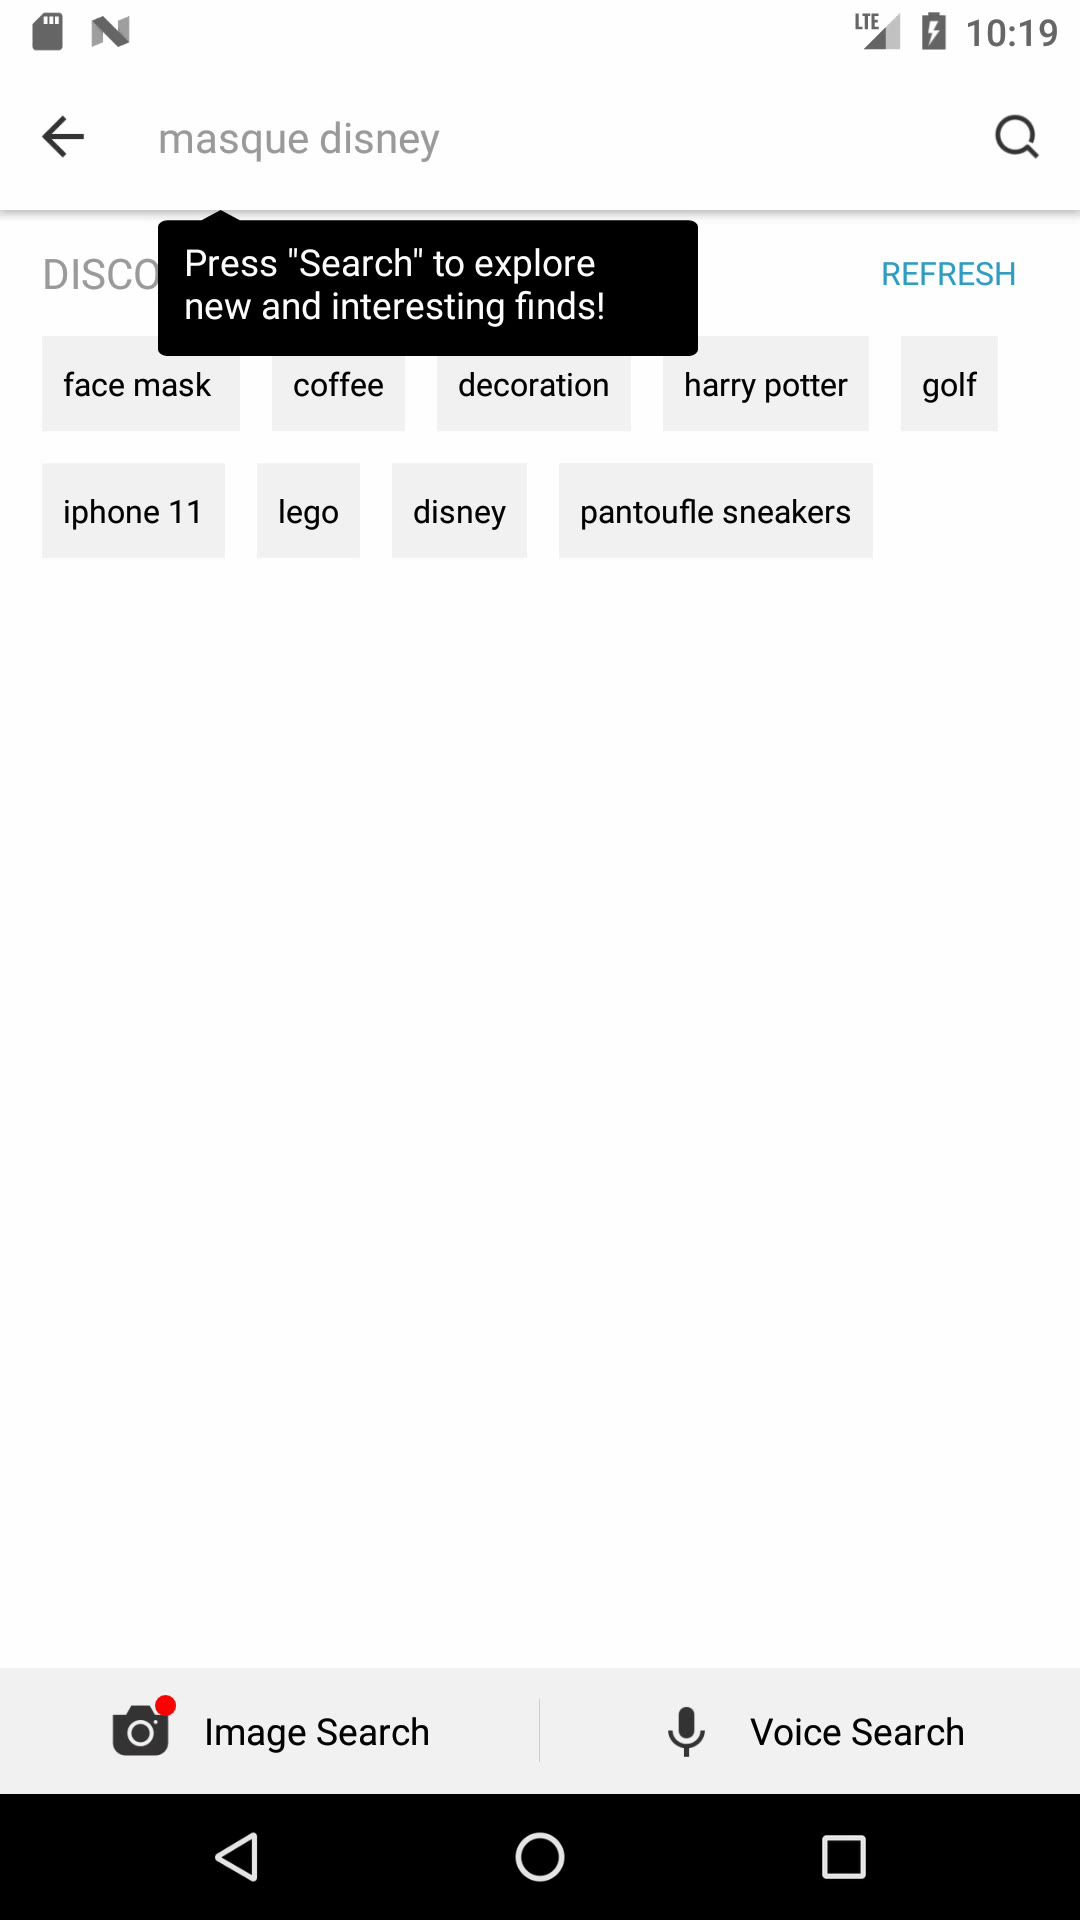 LTE 10:19
masque disney
Press "Search" to explore
new and interesting finds!
DISCO
REFRESH
face mask coffee decoration harry potter golf
iphone 11 lego disney pantoufle sneakers
Image Search Voice Search